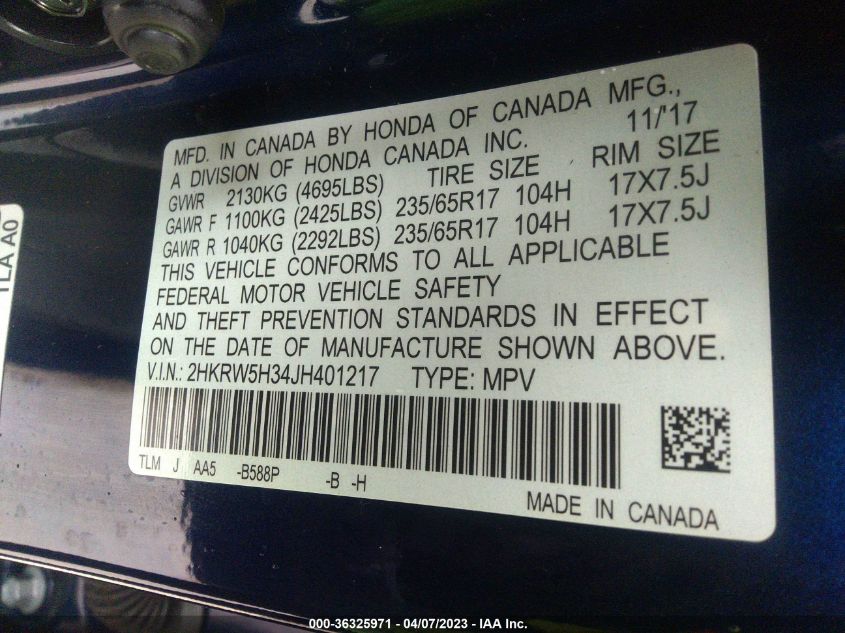 TLA A0
MFD. IN CANADA BY HONDA OF CANADA MFG.,
A DIVISION OF HONDA CANADA INC. 11/'17
GVWR 2130KG (4695LBS) TIRE SIZE RIM SIZE
GAWR F 1100KG (2425LBS) 235/65R17 104H 17X7.5J
GAWR R 1040KG (2292LBS) 235/65R17 104H 17X7.5J
THIS VEHICLE CONFORMS TO ALL APPLICABLE
FEDERAL MOTOR VEHICLE SAFETY
AND THEFT PREVENTION STANDARDS IN EFFECT
ON THE DATE OF MANUFACTURE SHOWN ABOVE.
V.I.N.: 2HKRW5H34JH401217 TYPE: MPV
TLM J AA5 -B588P -B -H
MADE IN CANADA
000-36325971 - 04/07/2023 - IAA Inc.